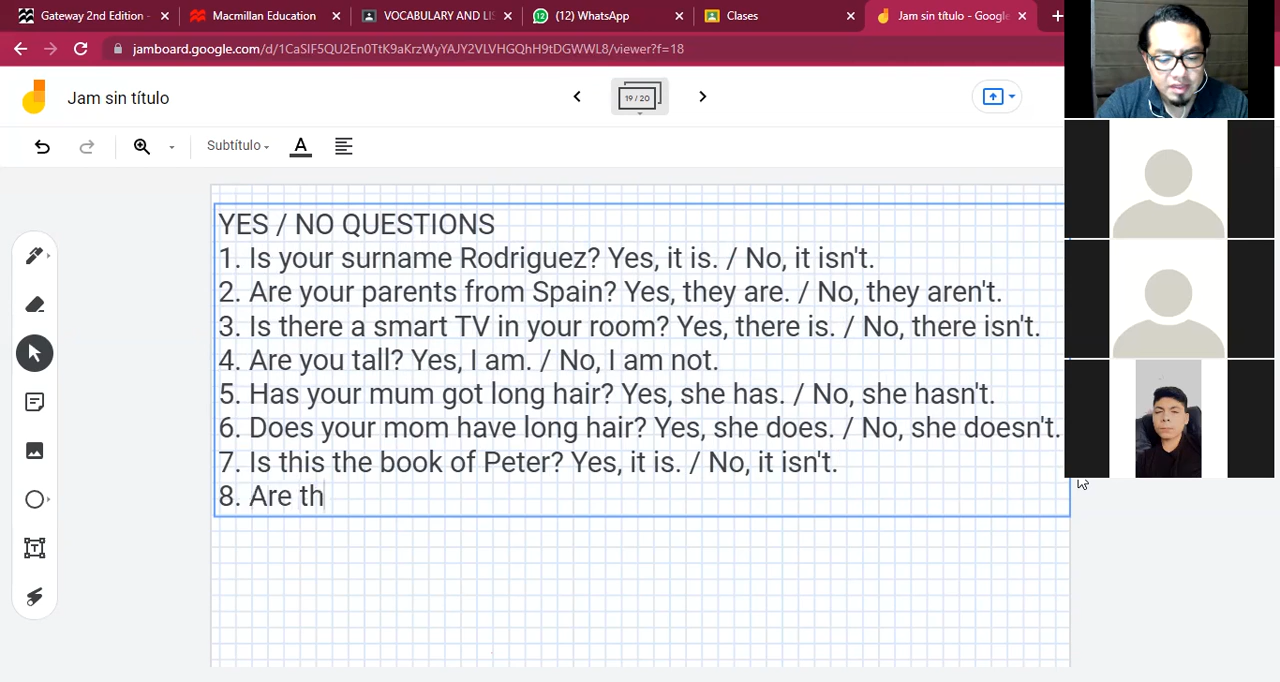 Gateway 2nd Edition -
Macmillan Education
VOCABULARY AND LIS
(12) WhatsApp
Clases
Jam sin título - Google
jamboard.google.com/d/1CaSIF5QU2En0TtK9aKrzWyYAJY2VLVHGQhH9tDGWWL8/viewer?f=18
Jam sin título
19 / 20
Subtítulo
YES / NO QUESTIONS
1. Is your surname Rodriguez? Yes, it is. / No, it isn't.
2. Are your parents from Spain? Yes, they are. / No, they aren't.
3. Is there a smart TV in your room? Yes, there is. / No, there isn't.
4. Are you tall? Yes, I am. / No, I am not.
5. Has your mum got long hair? Yes, she has. / No, she hasn't.
6. Does your mom have long hair? Yes, she does. / No, she doesn't.
7. Is this the book of Peter? Yes, it is. / No, it isn't.
8. Are th